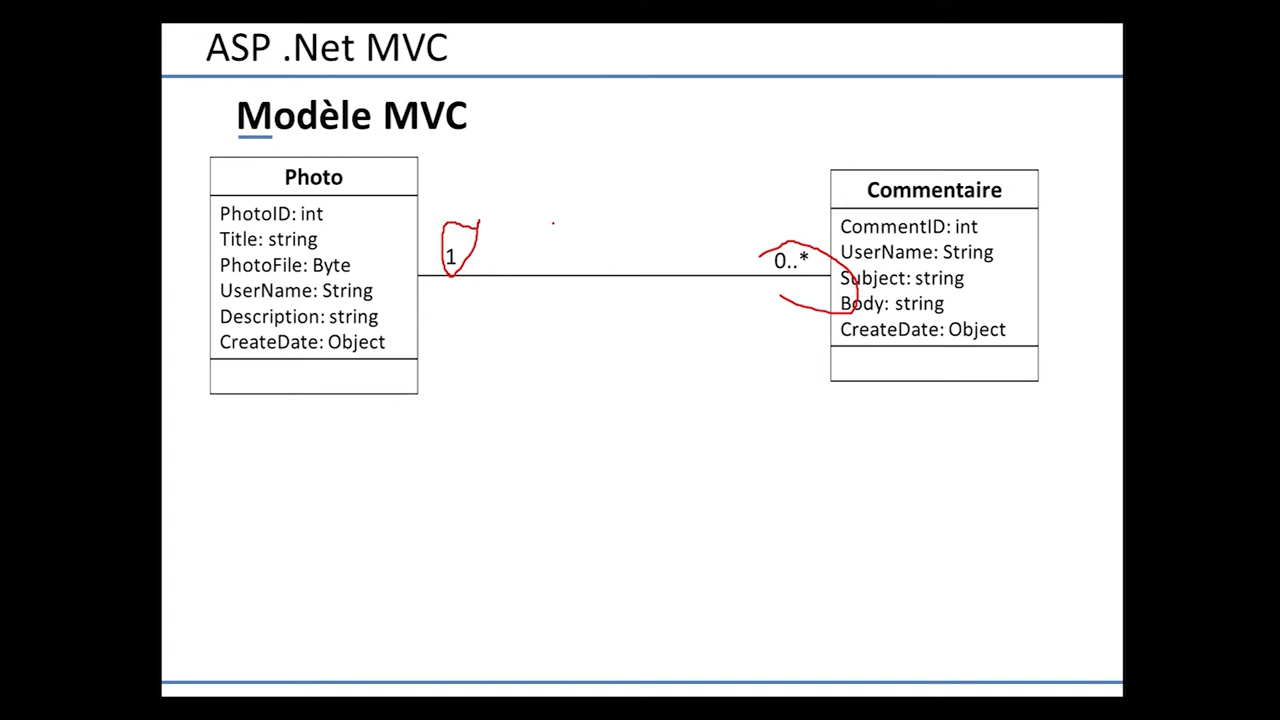 ASP .Net MVC
Modèle MVC
Photo
PhotoID: int
Title: string
PhotoFile: Byte
UserName: String
Description: string
CreateDate: Object
1
0..*
Commentaire
CommentID: int
UserName: String
Subject: string
Body: string
CreateDate: Object